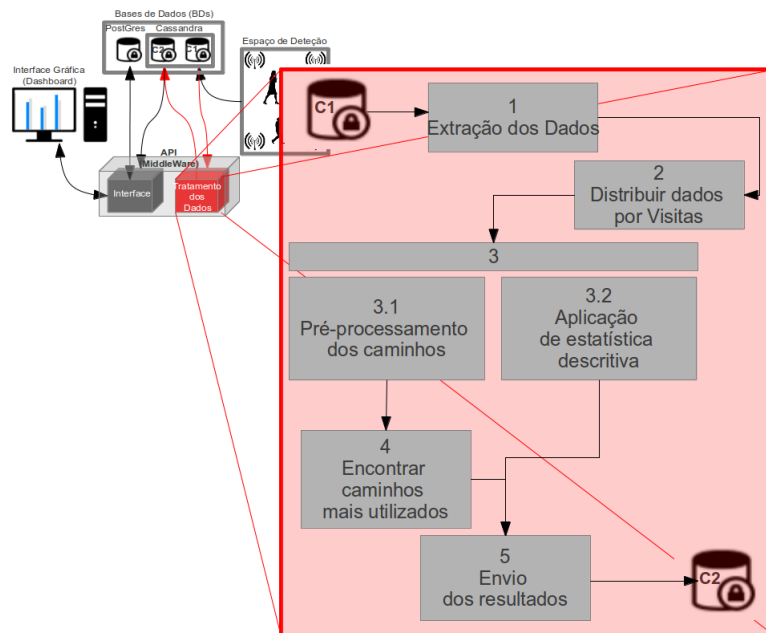 Bases de Dados (BDs)
PostGres
Cassandra
C2
C1
Espaço de Deteção
Interface Gráfica
(Dashboard)
API
(MiddleWare)
Interface
Tratamento
dos
Dados
C1
1
Extração dos Dados
2
Distribuir dados
por Visitas
3
3.1
Pré-processamento
dos caminhos
3.2
Aplicação
de estatística
descritiva
4
Encontrar
caminhos
mais utilizados
5
Envio
dos resultados
C2